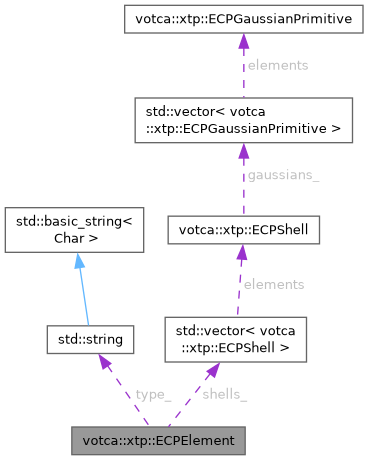 votca::xtp::ECPGaussianPrimitive
elements
std::vector< votca
::xtp::ECPGaussianPrimitive >
gaussians_
std::basic_string<
Char >
votca::xtp::ECPShell
elements
std::string
std::vector< votca
::xtp::ECPShell >
type_
shells_
votca::xtp::ECPElement